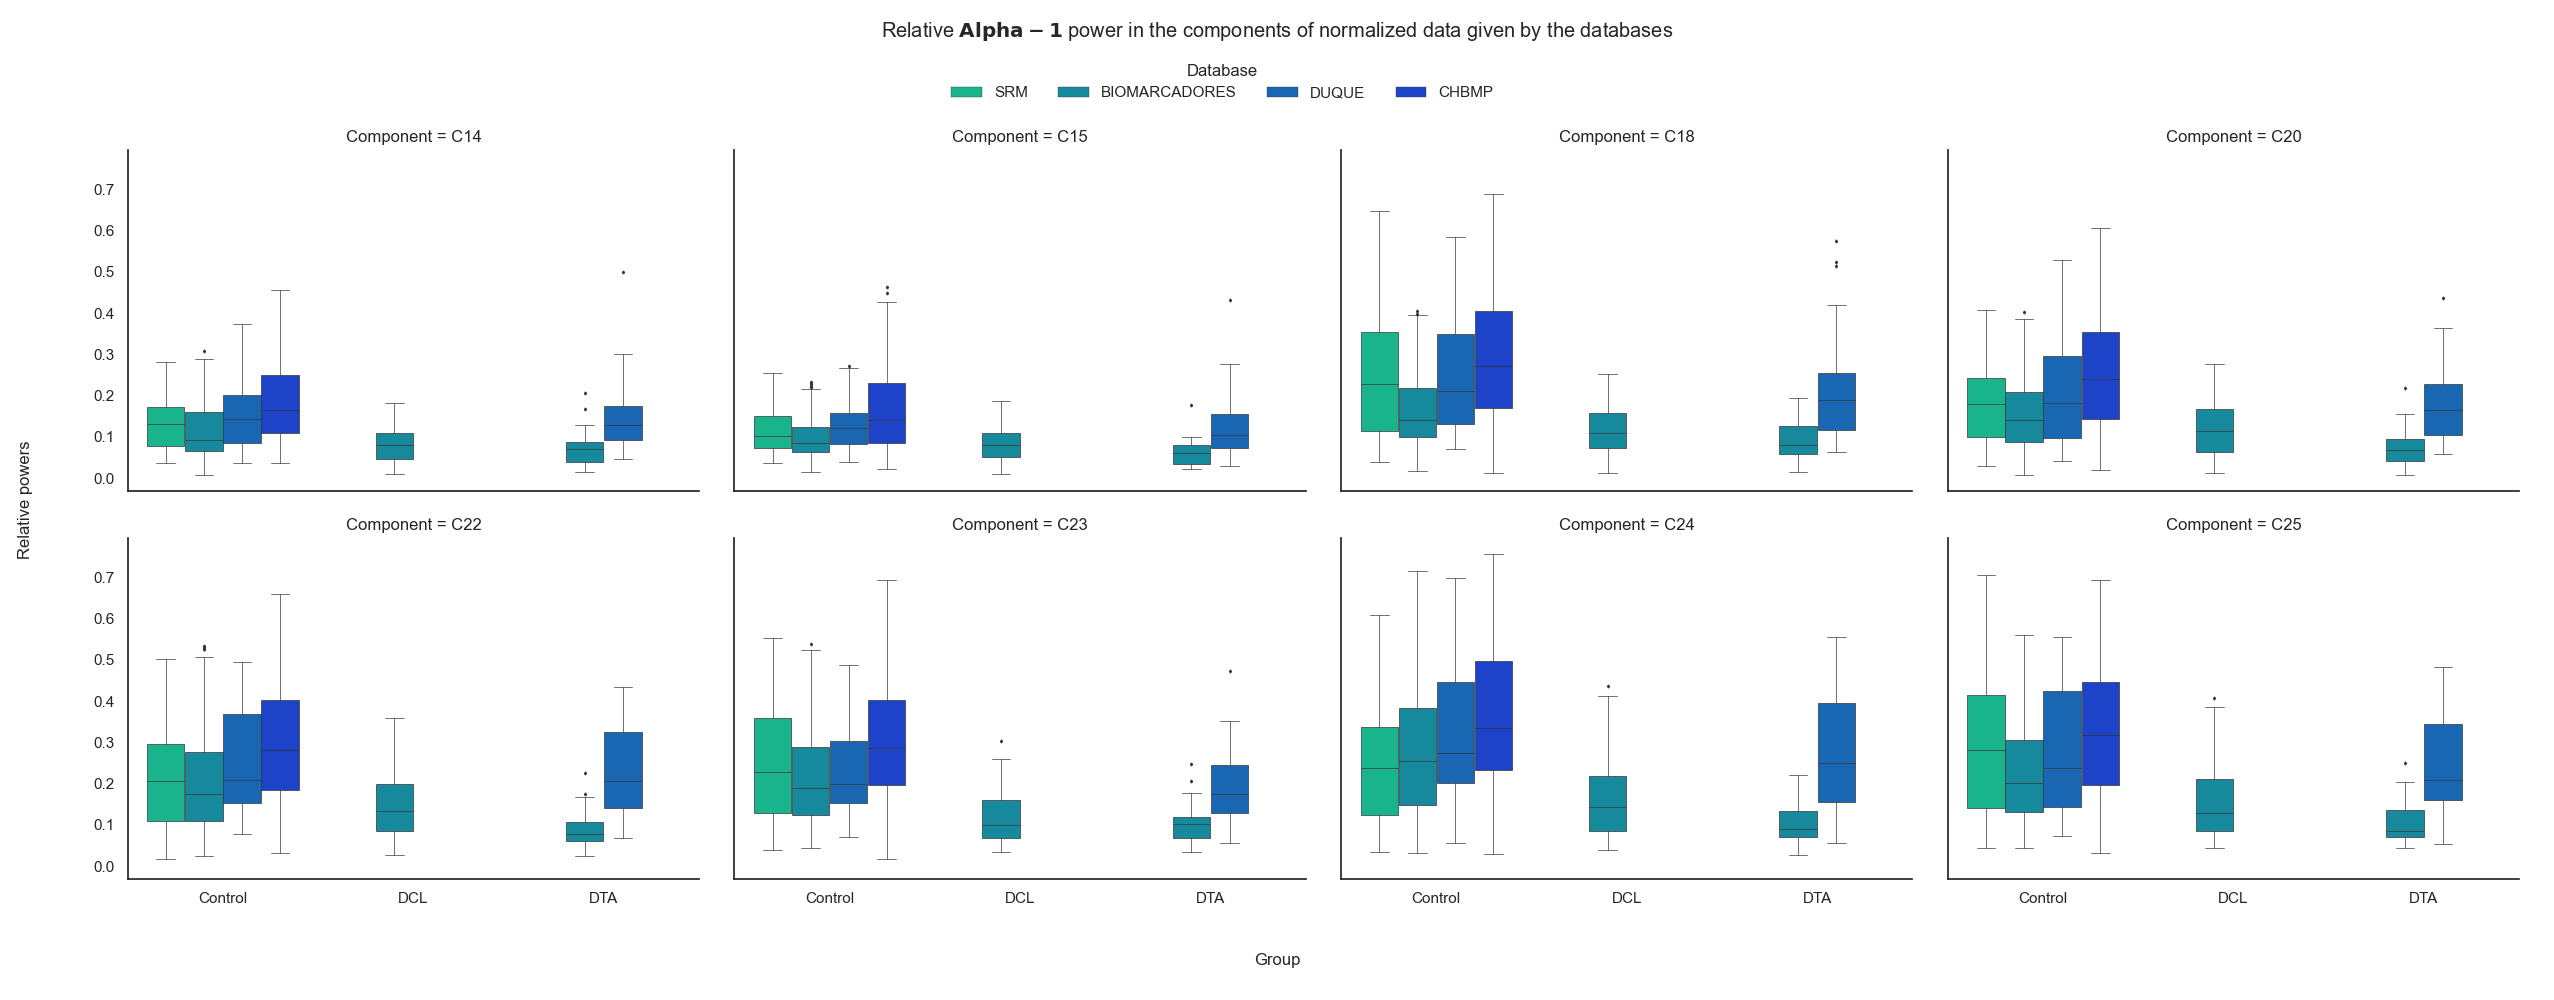 Relative Alpha − 1 power in the components of normalized data given by the databases
Database
SRM BIOMARCADORES DUQUE CHBMP
Component = C14 Component = C15 Component = C18 Component = C20
0.7
0.6
0.5
0.4
0.3
0.2
0.1
0.0
Relative powers
Component = C22 Component = C23 Component = C24 Component = C25
0.7
0.6
0.5
0.4
0.3
0.2
0.1
0.0
Control DCL DTA Control DCL DTA Control DCL DTA Control DCL DTA
Group